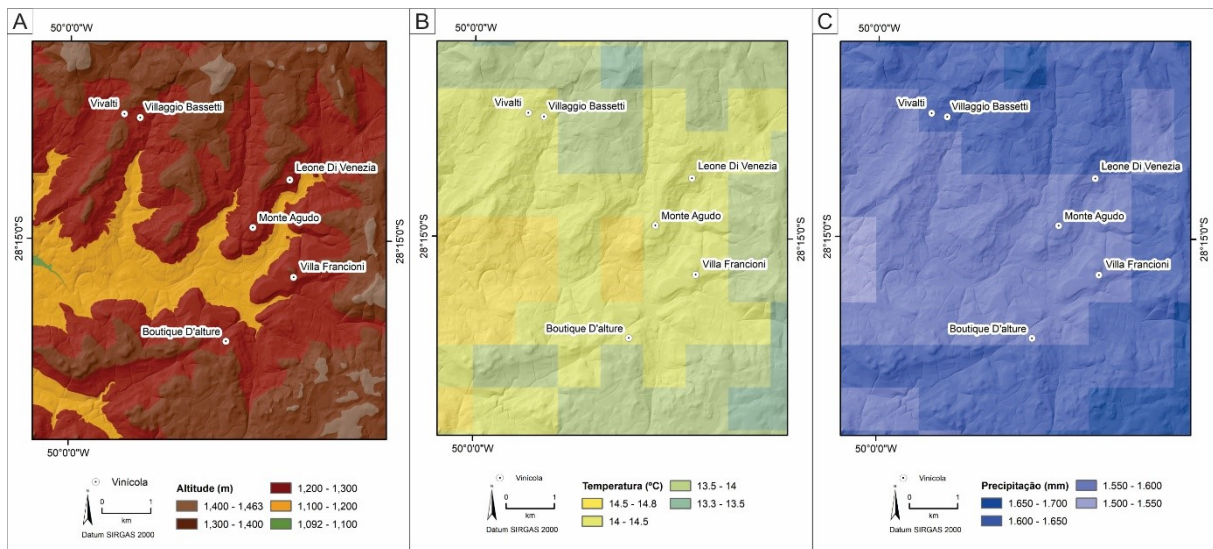 A
50°0'0"W
Vivalti
Villaggio Bassetti
Leone Di Venezia
Monte Agudo
28°15'0"S
Villa Francioni
Boutique D'alture
50°0'0"W
Vinícola
N
0 1
km
Datum SIRGAS 2000
Altitude (m)
1,400 - 1,463
1,300 - 1,400
1,200 - 1,300
1,100 - 1,200
1,092 - 1,100
B
50°0'0"W
28°15'0"S
Vivalti
Villaggio Bassetti
Leone Di Venezia
Monte Agudo
28°15'0"S
Villa Francioni
Boutique D'alture
50°0'0"W
Vinícola
N
0 1
km
Datum SIRGAS 2000
Temperatura (ºC)
14.5 - 14.8
14 - 14.5
13.5 - 14
13.3 - 13.5
C
50°0'0"W
28°15'0"S
Vivalti
Villaggio Bassetti
Leone Di Venezia
Monte Agudo
28°15'0"S
Villa Francioni
Boutique D'alture
50°0'0"W
Vinícola
N
0 1
km
Datum SIRGAS 2000
Precipitação (mm)
1.650 - 1.700
1.600 - 1.650
1.550 - 1.600
1.500 - 1.550